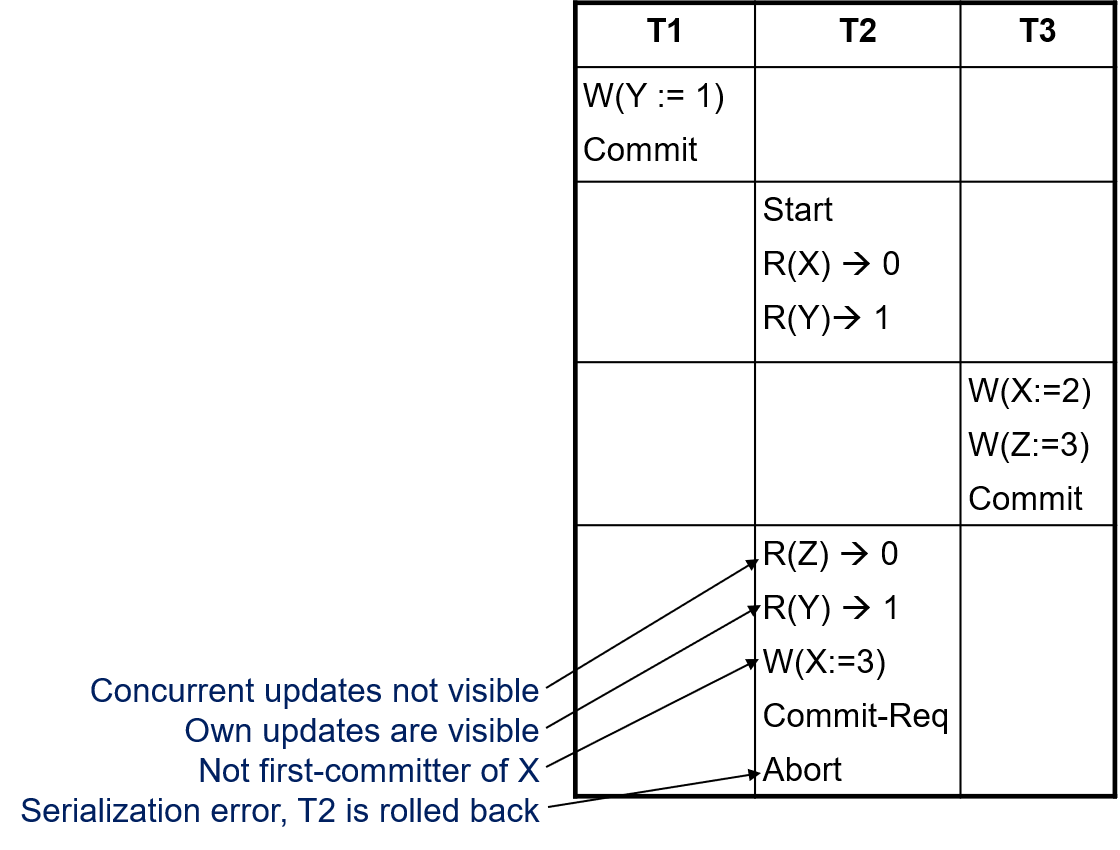 T1 T2 T3
W(Y := 1)
Commit
Start
R(X) → 0
R(Y)→ 1
W(X:=2)
W(Z:=3)
Commit
R(Z) → 0
R(Y) → 1
W(X:=3)
Commit-Req
Abort
Concurrent updates not visible
Own updates are visible
Not first-committer of X
Serialization error, T2 is rolled back